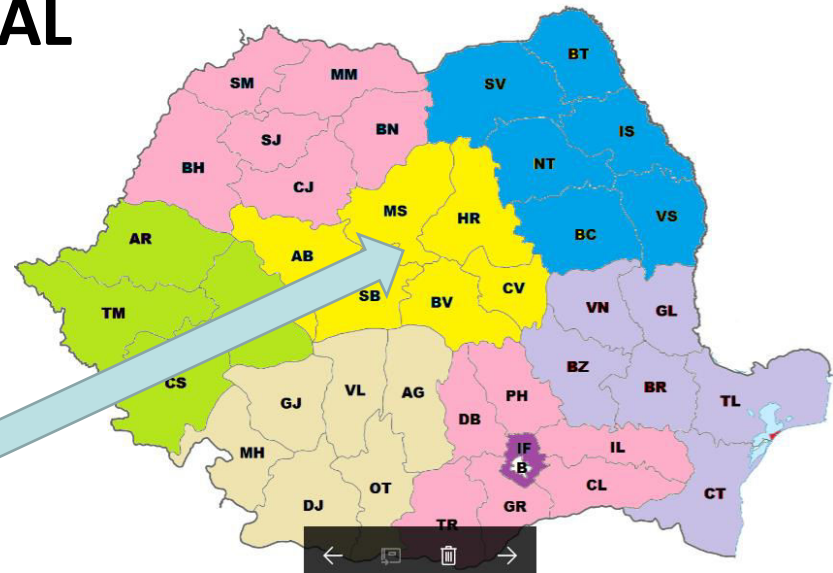 AL
BT
MM
SM
SV
BN
IS
SJ
NT
BH
CJ
MS
HR
VS
AR
BC
AB
CV
SB
BV
VN
GL
TM
BZ
CS
BR
VL
AG
PH
TL
GJ
DB
IF
IL
MH
B
CL
OT
CT
DJ
GR
TR